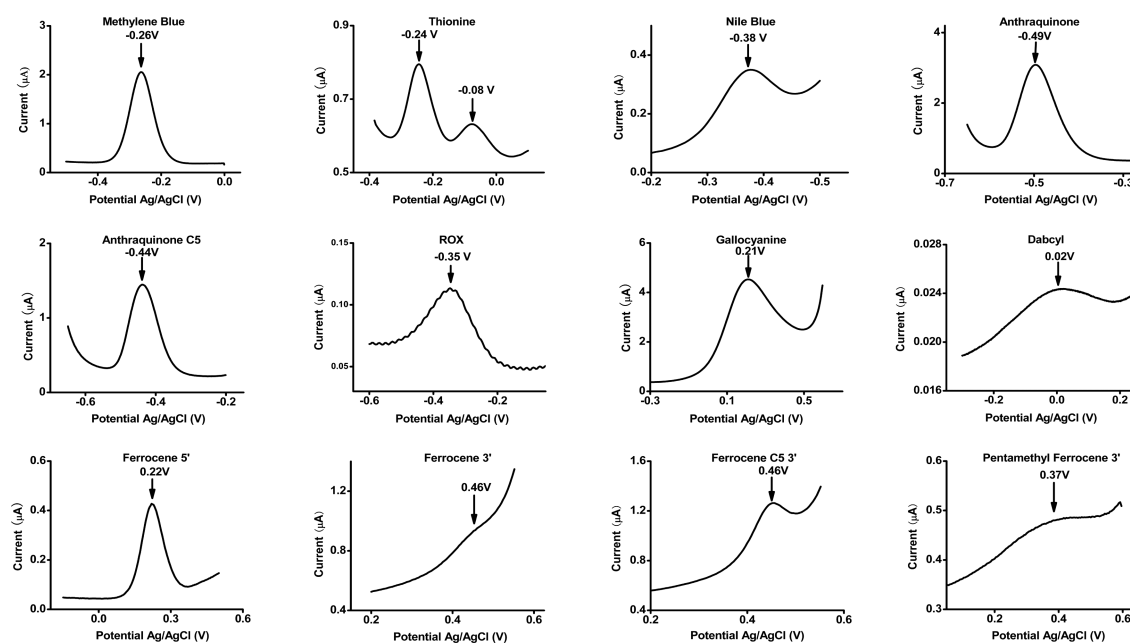 Methylene Blue
-0.26V
3
2
1
0
Current (μA)
-0.4
-0.2
0.0
Potential Ag/AgCl (V)
Thionine
-0.24 V
-0.08 V
0.9
0.7
0.5
Current (μA)
-0.4
-0.2
0.0
Potential Ag/AgCl (V)
Nile Blue
-0.38 V
0.4
0.2
0.0
Current (μA)
-0.2
-0.3
-0.4
-0.5
Potential Ag/AgCl (V)
Anthraquinone
-0.49V
4
2
0
Current (μA)
-0.7
-0.5
-0.3
Potential Ag/AgCl (V)
Anthraquinone C5
-0.44V
2
1
0
Current (μA)
-0.6
-0.4
-0.2
Potential Ag/AgCl (V)
ROX
-0.35 V
0.15
0.10
0.05
Current (μA)
-0.6
-0.4
-0.2
Potential Ag/AgCl (V)
Gallocyanine
0.21V
6
4
2
0
Current (μA)
-0.3
0.1
0.5
Potential Ag/AgCl (V)
Dabcyl
0.02V
0.028
0.024
0.020
0.016
Current (μA)
-0.2
0.0
0.2
Potential Ag/AgCl (V)
Ferrocene 5'
0.22V
0.6
0.4
0.2
0.0
Current (μA)
0.0
0.3
0.6
Potential Ag/AgCl (V)
Ferrocene 3'
0.46V
1.2
0.8
0.4
Current (μA)
0.2
0.4
0.6
Potential Ag/AgCl (V)
Ferrocene C5 3'
0.46V
1.6
1.2
0.8
0.4
Current (μA)
0.2
0.4
0.6
Potential Ag/AgCl (V)
Pentamethyl Ferrocene 3'
0.37V
0.6
0.5
0.4
0.3
Current (μA)
0.2
0.4
0.6
Potential Ag/AgCl (V)